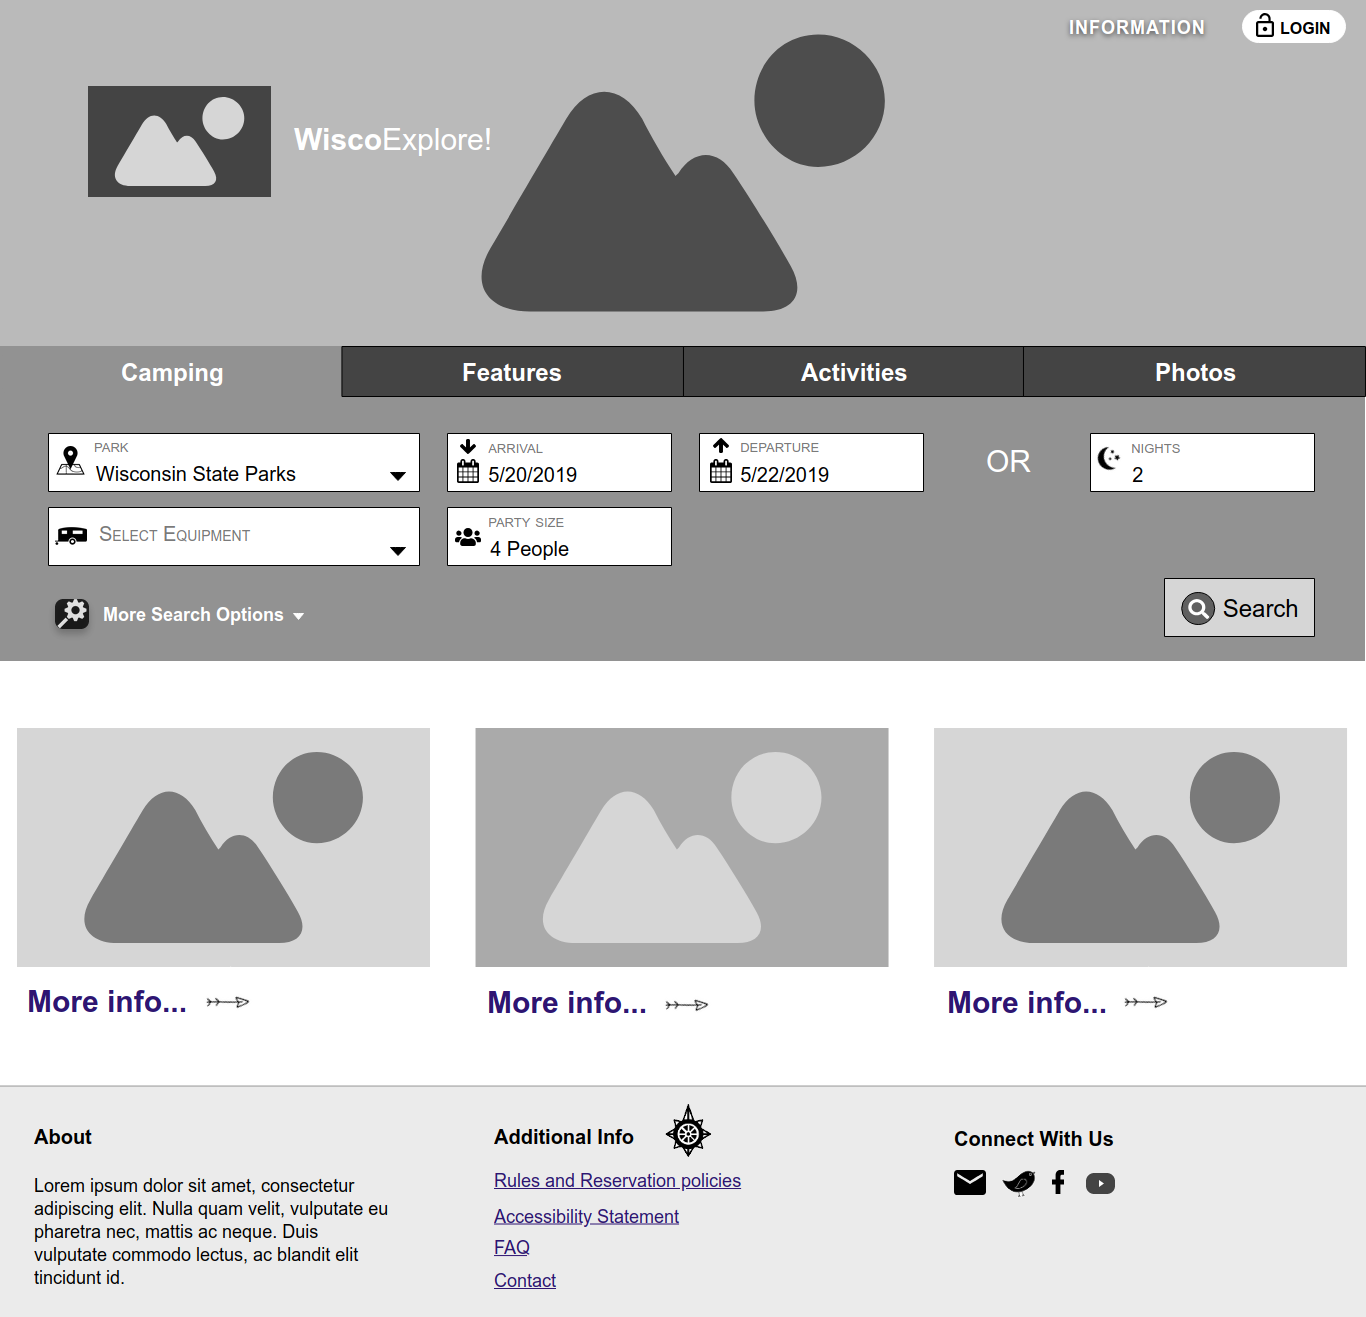 INFORMATION
LOGIN
WiscoExplore!
Camping
Features
Activities
Photos
PARK
Wisconsin State Parks
ARRIVAL
5/20/2019
DEPARTURE
5/22/2019
OR
NIGHTS
2
SELECT EQUIPMENT
PARTY SIZE
4 People
More Search Options
Search
More info...
More info...
More info...
About
Lorem ipsum dolor sit amet, consectetur
adipiscing elit. Nulla quam velit, vulputate eu
pharetra nec, mattis ac neque. Duis
vulputate commodo lectus, ac blandit elit
tincidunt id.
Additional Info
Rules and Reservation policies
Accessibility Statement
FAQ
Contact
Connect With Us